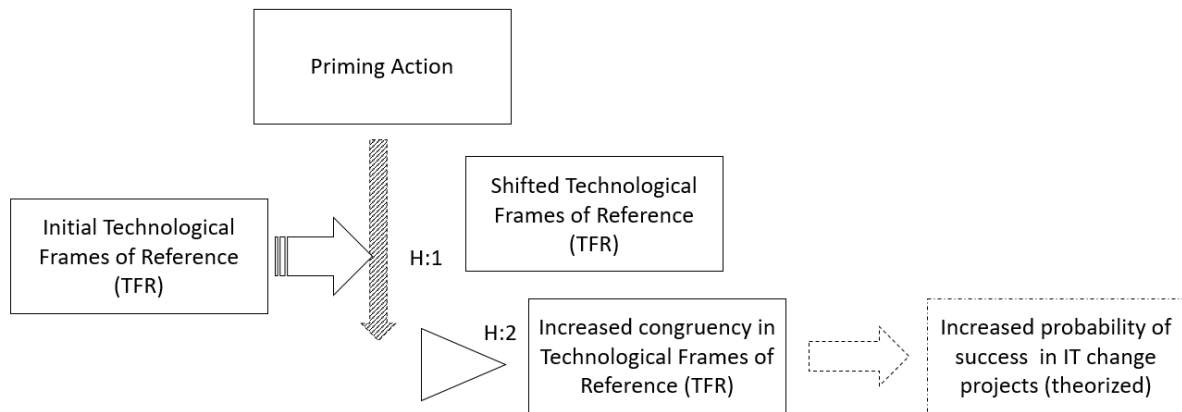 Priming Action
Shifted Technological
Frames of Reference
(TFR)
Initial Technological
Frames of Reference
(TFR)
H:1
H:2
Increased congruency in
Technological Frames of
Reference (TFR)
Increased probability of
success in IT change
projects (theorized)